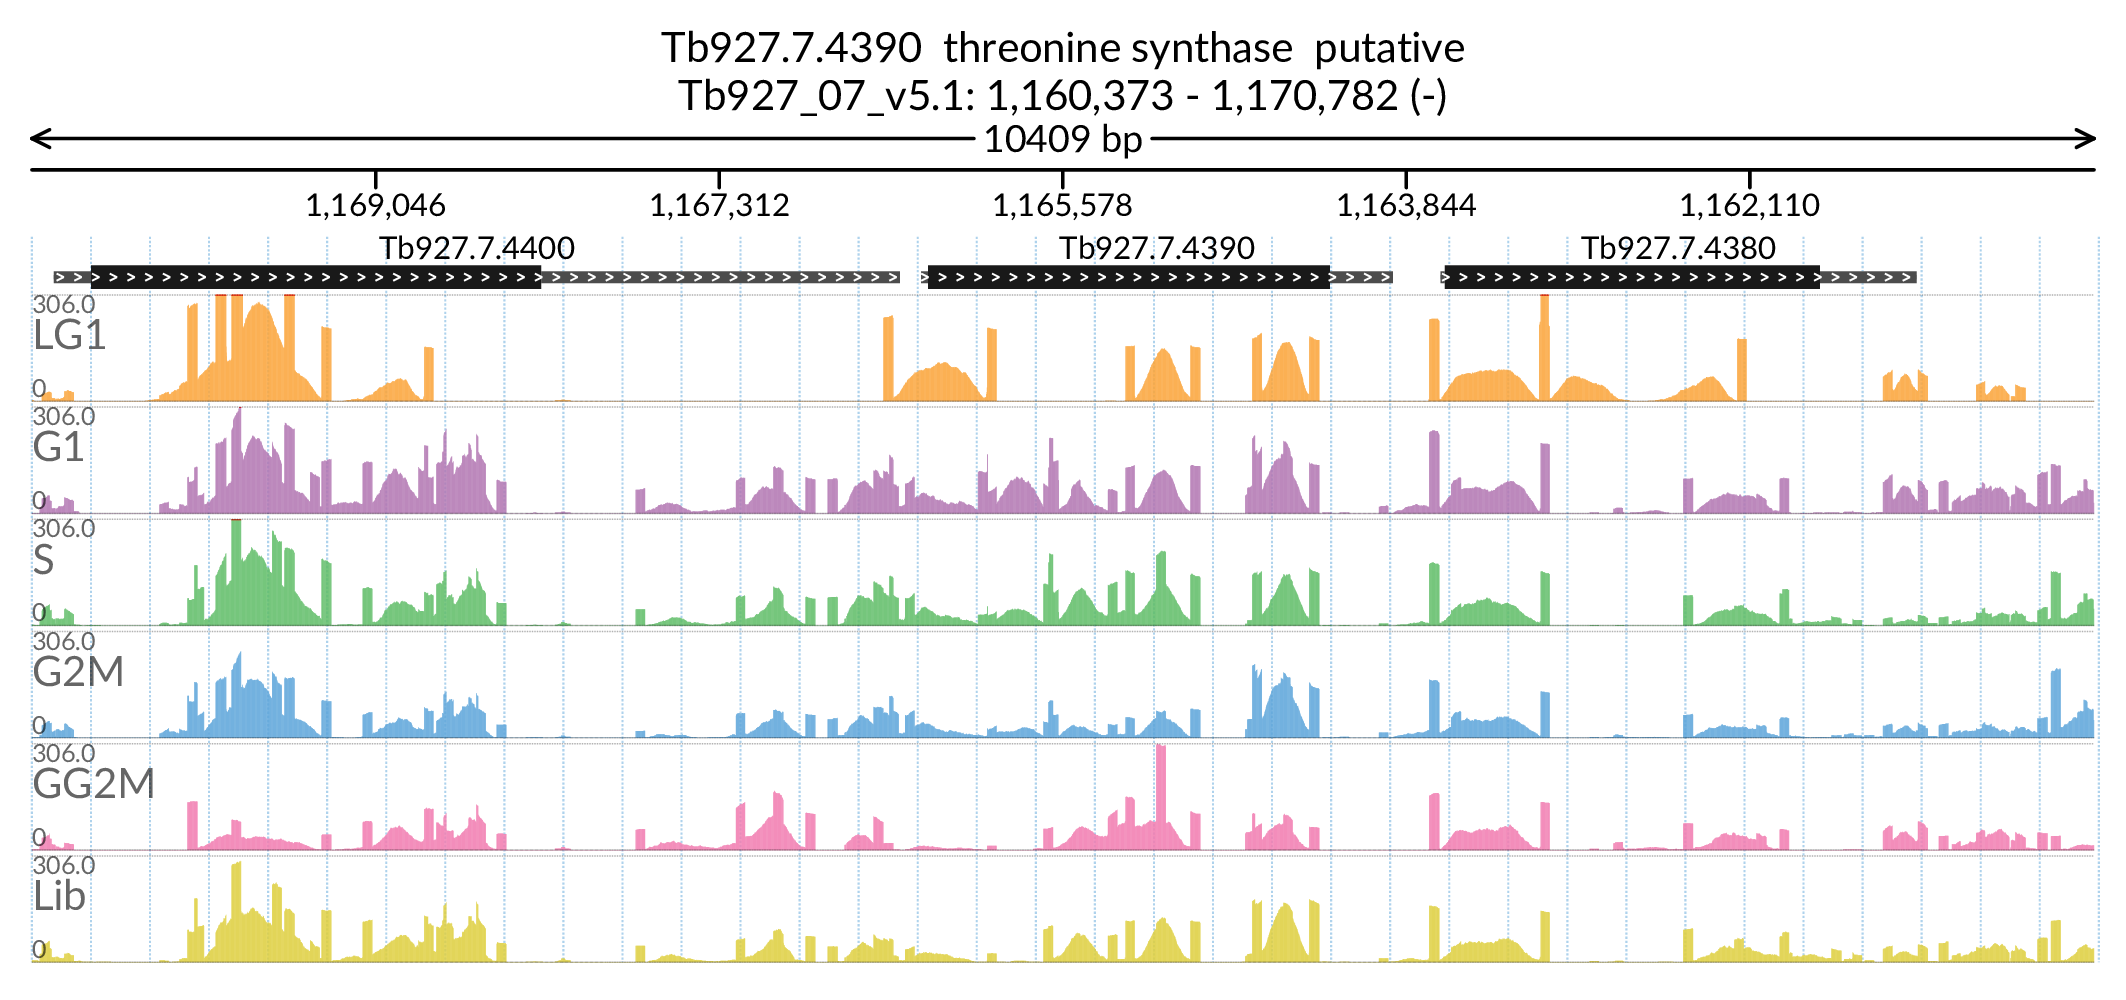 Tb927.7.4390 threonine synthase putative
Tb927_07_v5.1: 1,160,373 - 1,170,782 (-)
10409 bp
1,169,046 1,167,312 1,165,578 1,163,844 1,162,110
Tb927.7.4400 Tb927.7.4390 Tb927.7.4380
306.0
LG1
0
306.0
G1
0
306.0
S
0
306.0
G2M
0
306.0
GG2M
0
306.0
Lib
0